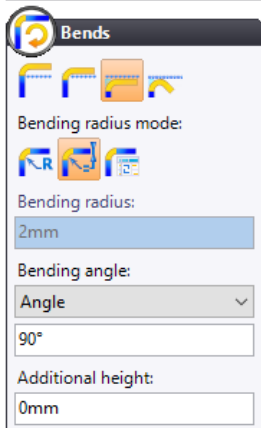 Bends
Bending radius mode:
R
Bending radius:
2mm
Bending angle:
Angle
90°
Additional height:
0mm